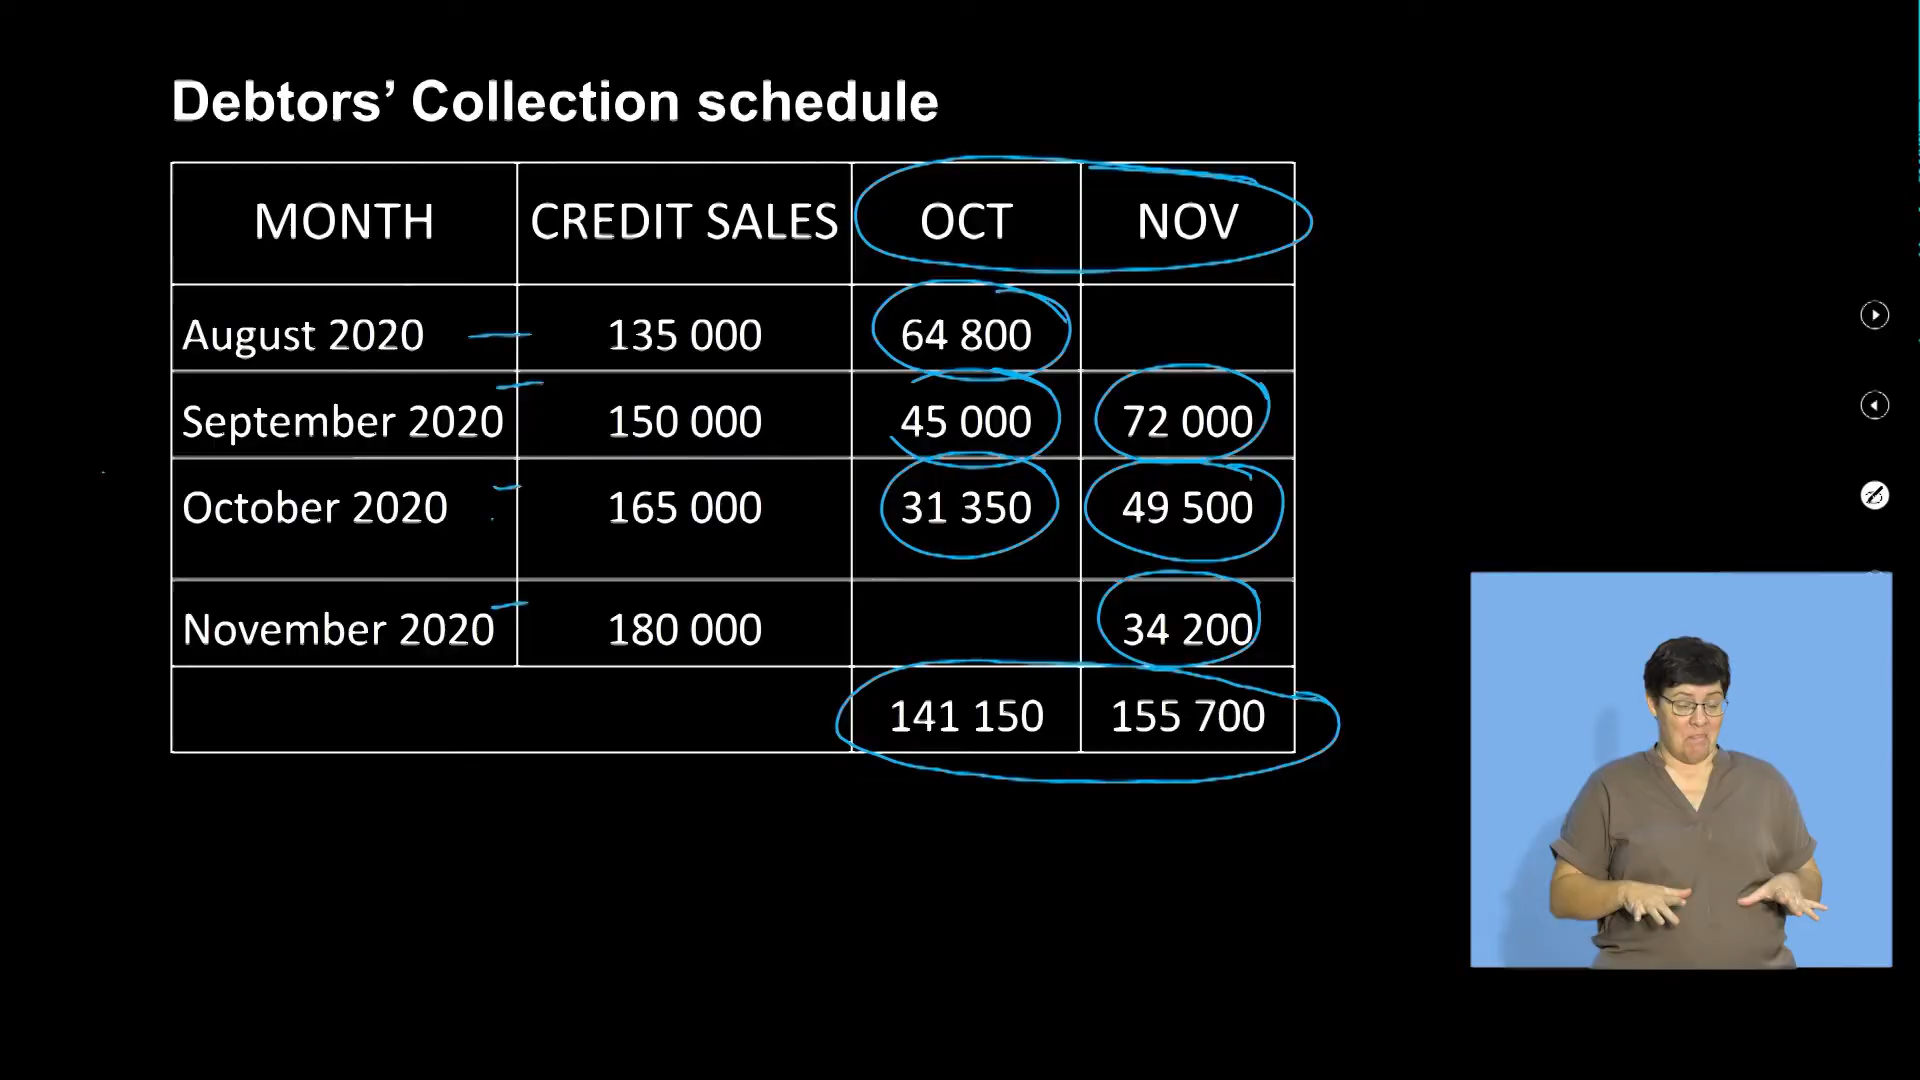 Debtors’ Collection schedule
MONTH CREDIT SALES OCT NOV
August 2020 135 000 64 800
September 2020 150 000 45 000 72 000
October 2020 165 000 31 350 49 500
November 2020 180 000 34 200
141 150 155 700